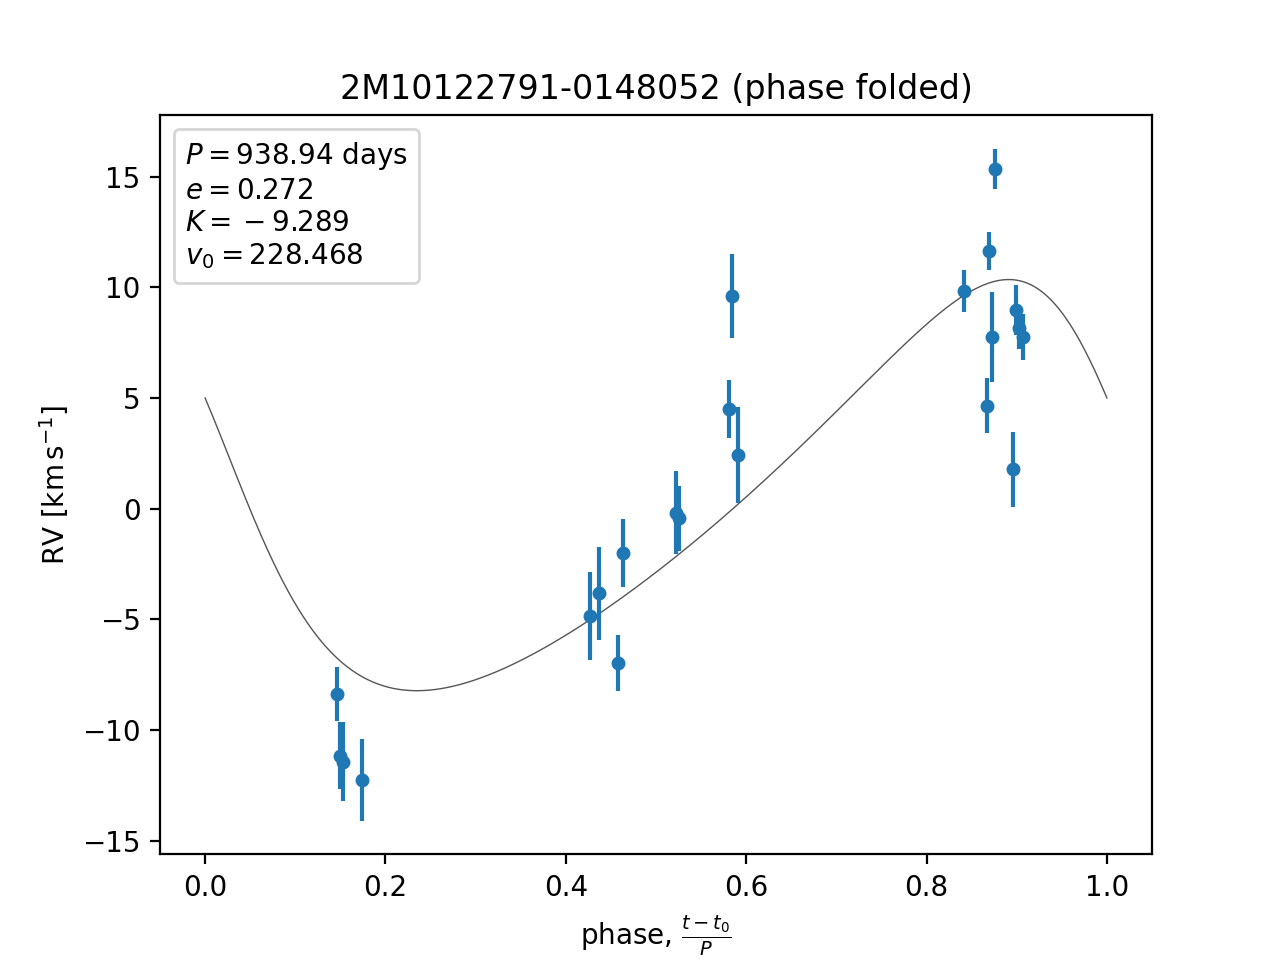 2M10122791-0148052 (phase folded)
P = 938.94 days
e = 0.272
K = −9.289
v₀ = 228.468
RV [km s⁻¹]
15
10
5
0
−5
−10
−15
0.0 0.2 0.4 0.6 0.8 1.0
phase, (t − t₀)/P